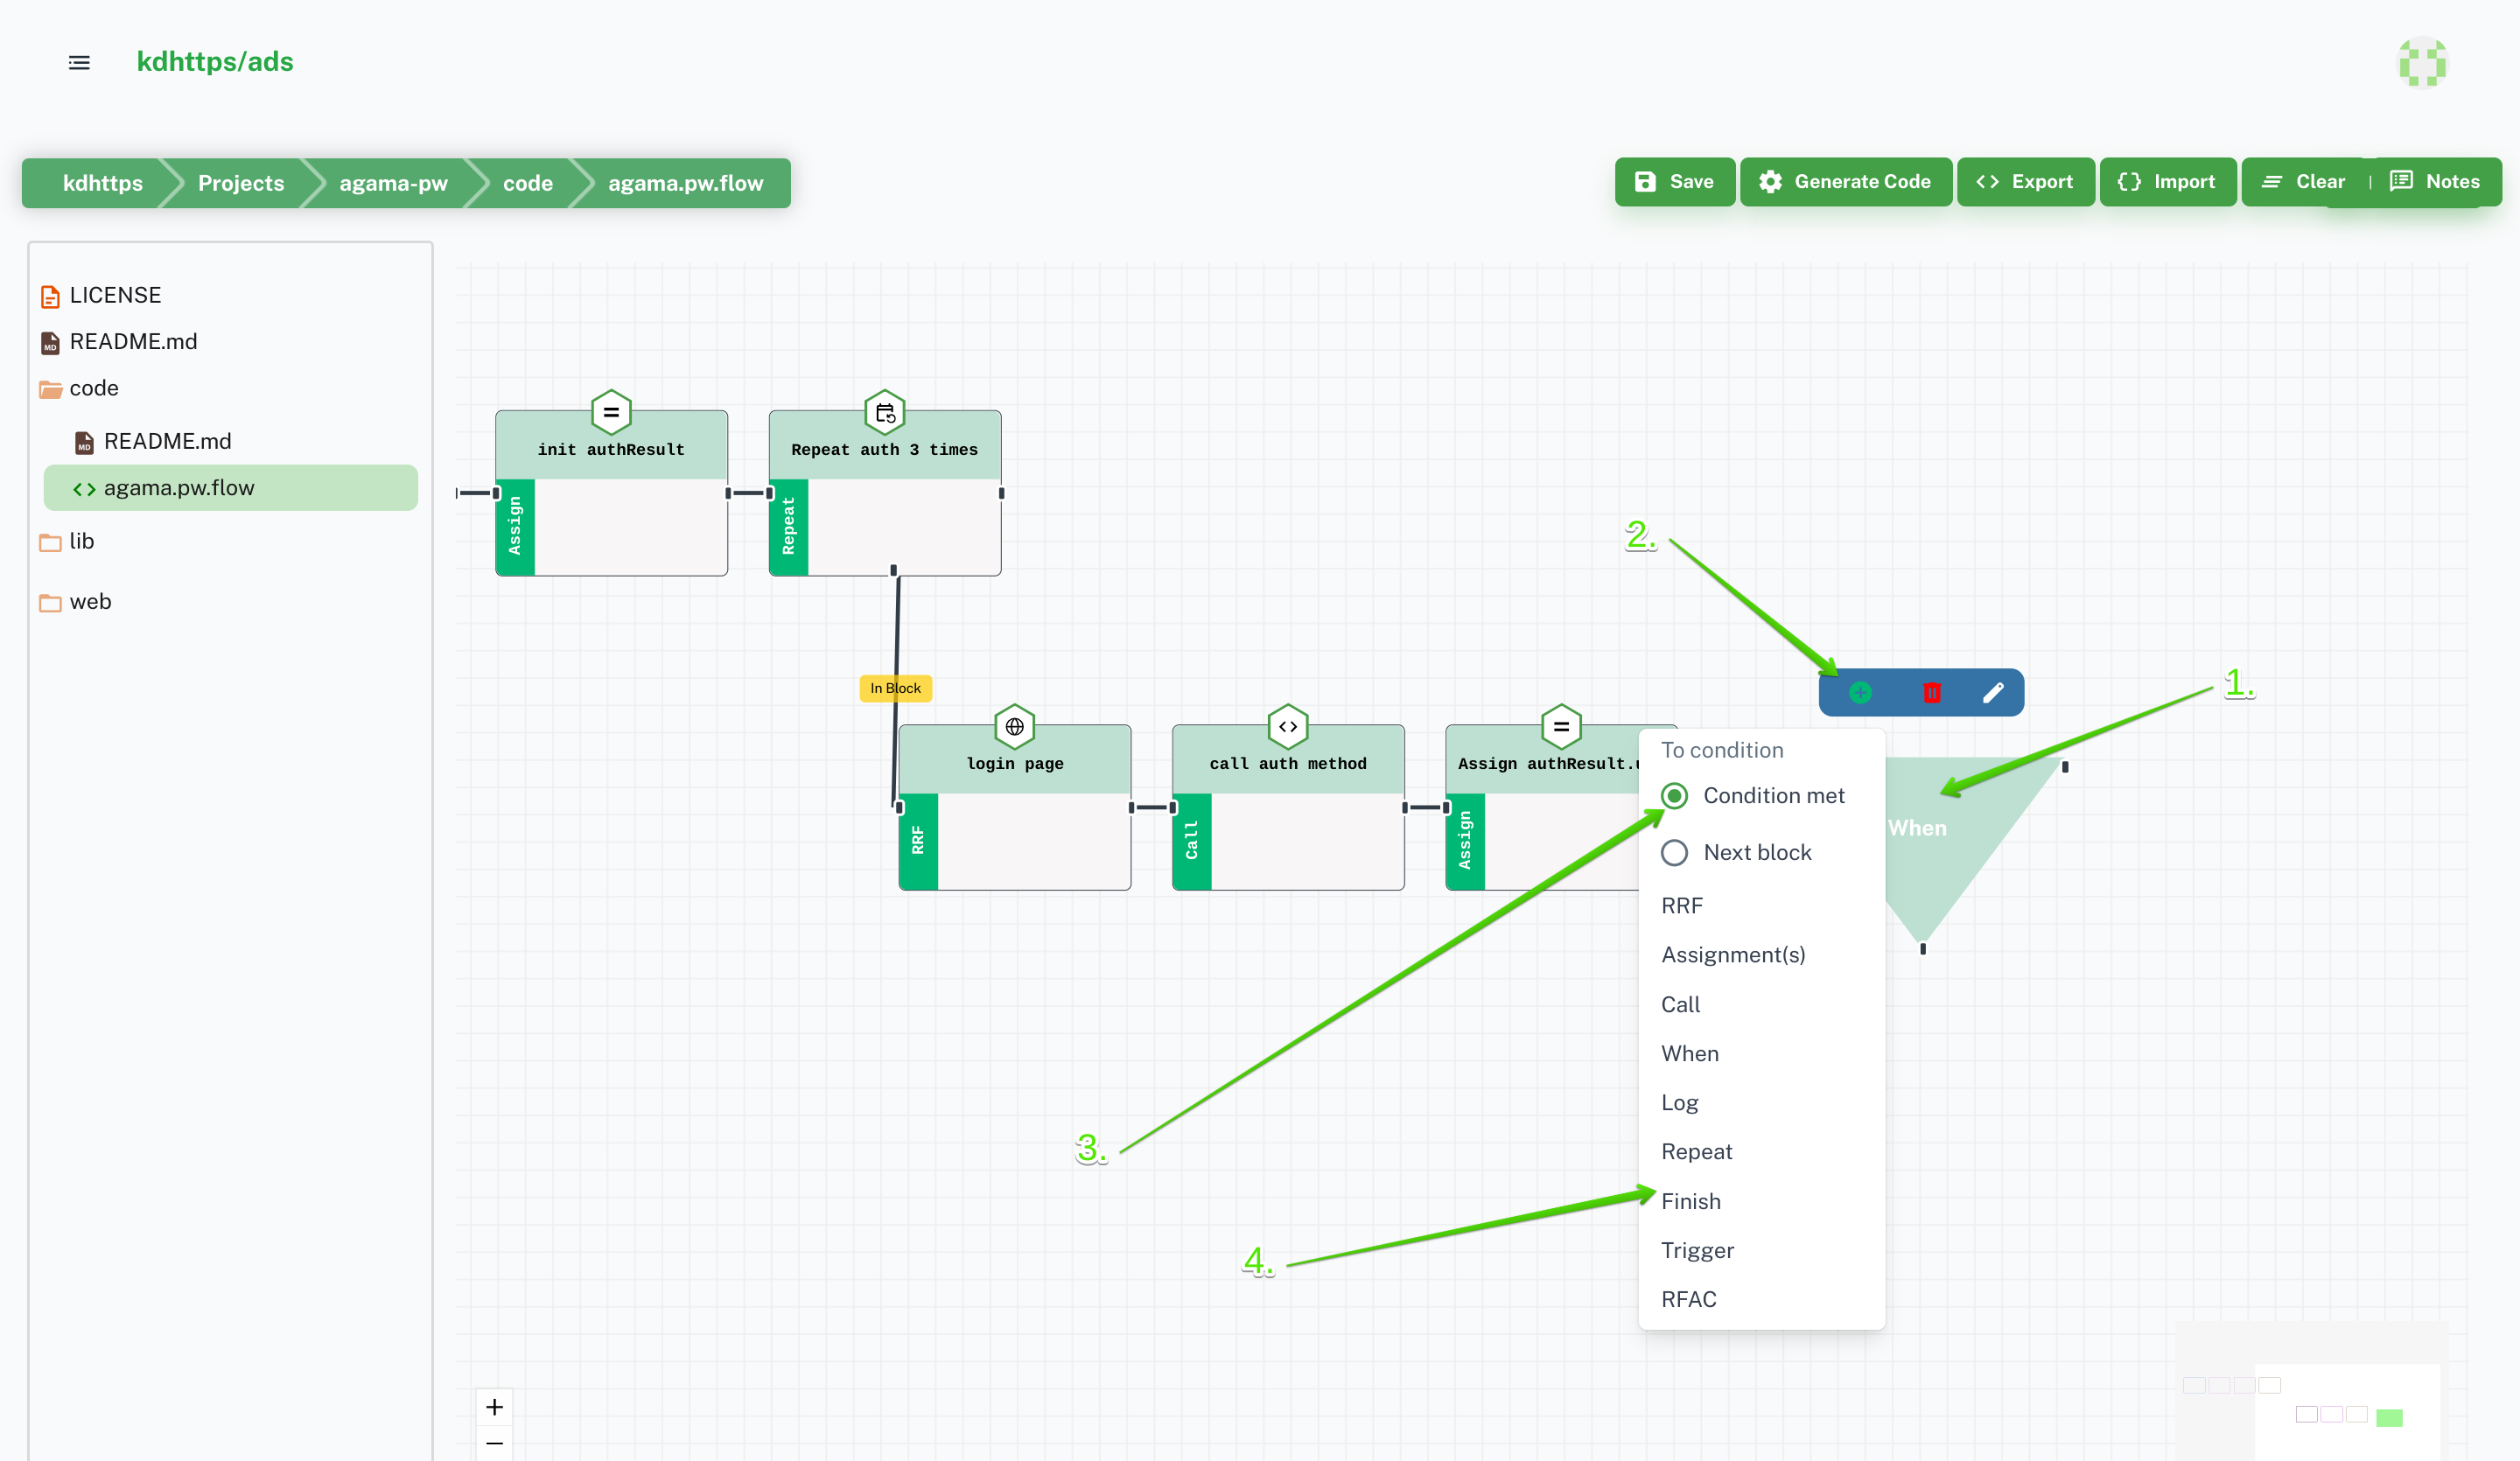 kdhttps/ads
kdhttps Projects agama-pw code agama.pw.flow
Save Generate Code Export Import Clear | Notes
LICENSE
README.md
MD
code
README.md
MD
agama.pw.flow
lib
web
init authResult
Assign
Repeat auth 3 times
Repeat
In Block
login page
RRF
call auth method
Call
Assign authResult.
Assign
2.
1.
When
To condition
Condition met
Next block
RRF
Assignment(s)
Call
When
Log
Repeat
Finish
Trigger
RFAC
3.
4.